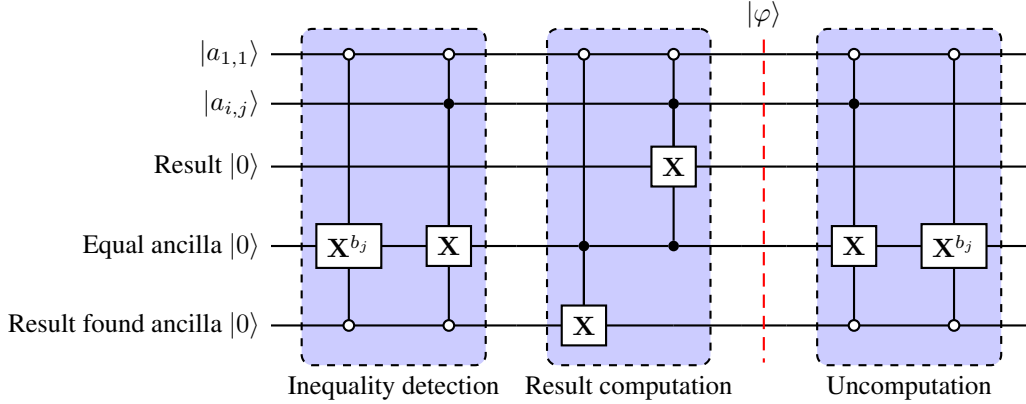 |φ⟩
|a_{1,1}⟩
|a_{i,j}⟩
Result |0⟩
X
Equal ancilla |0⟩
X^{b_j}
X
X
X^{b_j}
Result found ancilla |0⟩
X
Inequality detection
Result computation
Uncomputation